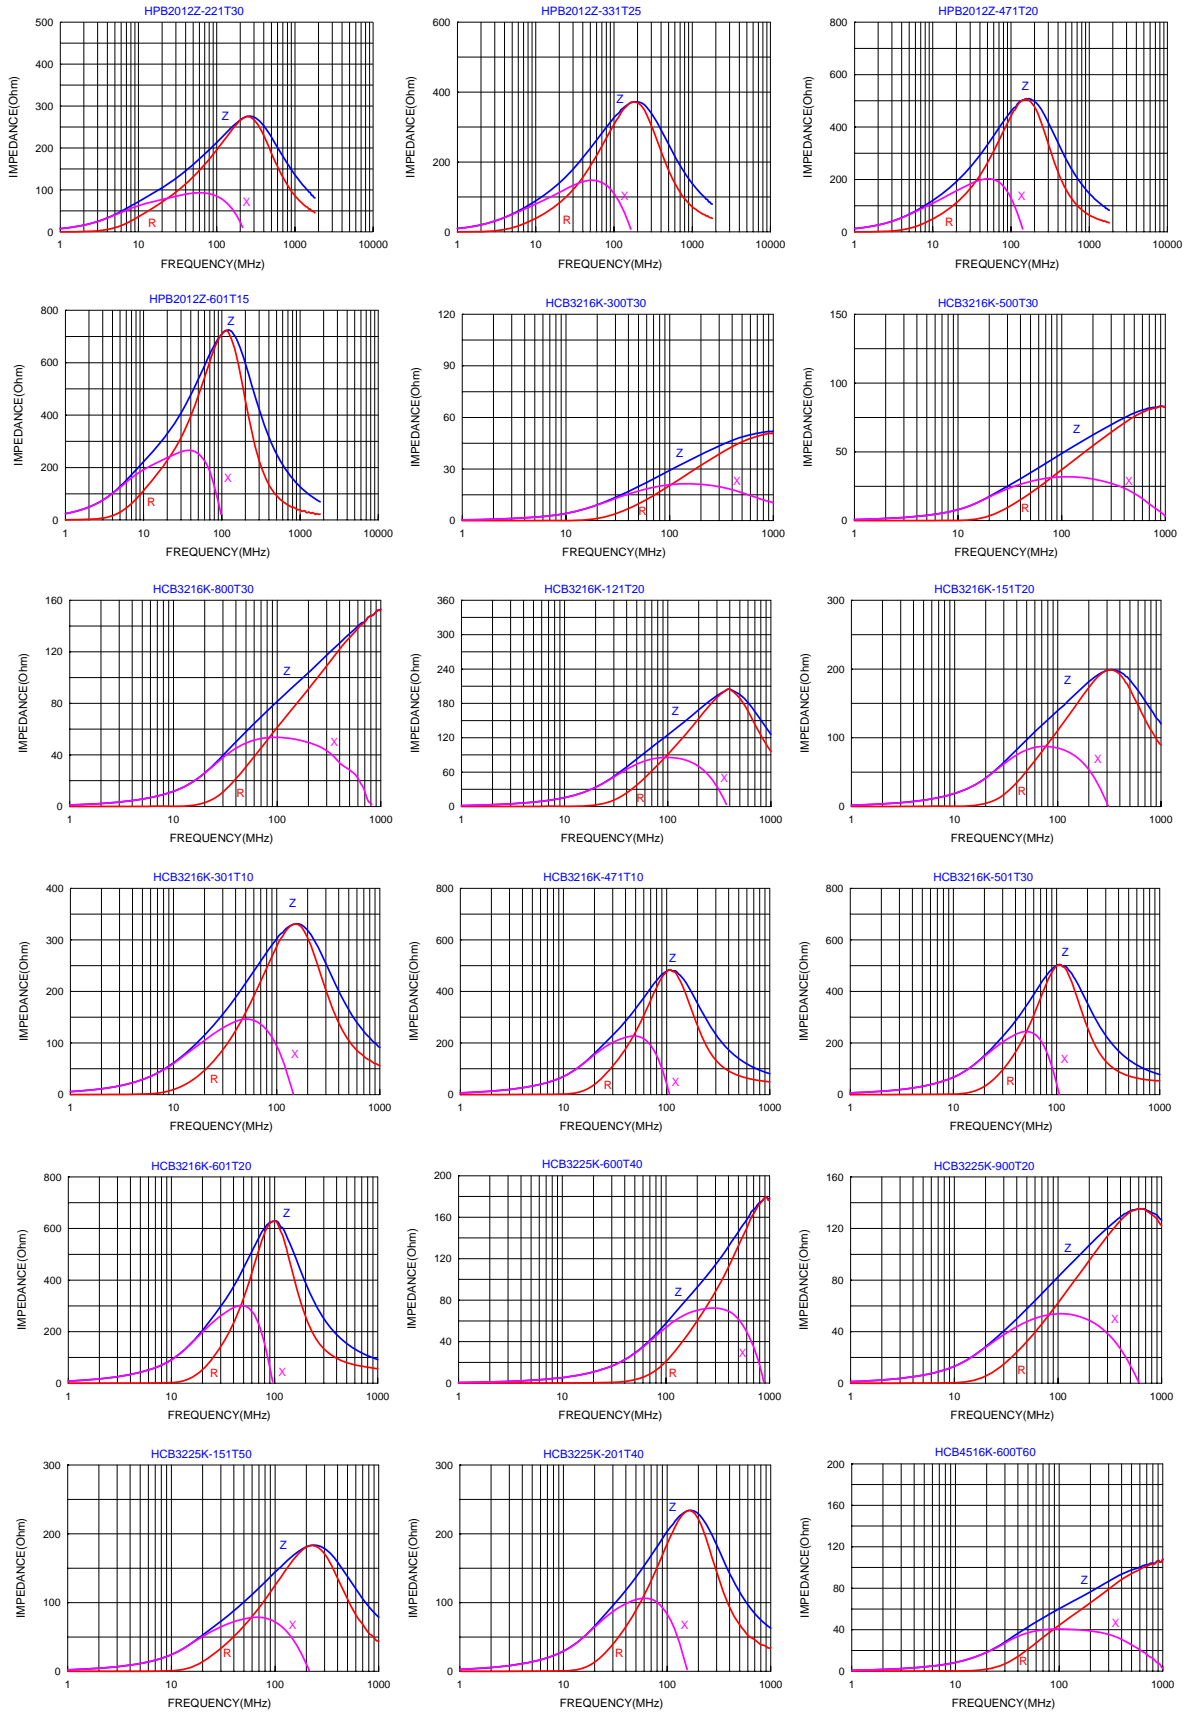 HPB2012Z-221T30
HPB2012Z-331T25
HPB2012Z-471T20
IMPEDANCE(Ohm)
500
400
300
200
100
0
Z
X
R
1 10 100 1000 10000
FREQUENCY(MHz)
IMPEDANCE(Ohm)
600
400
200
0
Z
X
R
1 10 100 1000 10000
FREQUENCY(MHz)
IMPEDANCE(Ohm)
800
600
400
200
0
Z
X
R
1 10 100 1000 10000
FREQUENCY(MHz)
HPB2012Z-601T15
HCB3216K-300T30
HCB3216K-500T30
IMPEDANCE(Ohm)
800
600
400
200
0
Z
X
R
1 10 100 1000 10000
FREQUENCY(MHz)
IMPEDANCE(Ohm)
120
90
60
30
0
Z
X
R
1 10 100 1000
FREQUENCY(MHz)
IMPEDANCE(Ohm)
150
100
50
0
Z
X
R
1 10 100 1000
FREQUENCY(MHz)
HCB3216K-800T30
HCB3216K-121T20
HCB3216K-151T20
IMPEDANCE(Ohm)
160
120
80
40
0
Z
X
R
1 10 100 1000
FREQUENCY(MHz)
IMPEDANCE(Ohm)
360
300
240
180
120
60
0
Z
X
R
1 10 100 1000
FREQUENCY(MHz)
IMPEDANCE(Ohm)
300
200
100
0
Z
X
R
1 10 100 1000
FREQUENCY(MHz)
HCB3216K-301T10
HCB3216K-471T10
HCB3216K-501T30
IMPEDANCE(Ohm)
400
300
200
100
0
Z
X
R
1 10 100 1000
FREQUENCY(MHz)
IMPEDANCE(Ohm)
800
600
400
200
0
Z
X
R
1 10 100 1000
FREQUENCY(MHz)
IMPEDANCE(Ohm)
800
600
400
200
0
Z
X
R
1 10 100 1000
FREQUENCY(MHz)
HCB3216K-601T20
HCB3225K-600T40
HCB3225K-900T20
IMPEDANCE(Ohm)
800
600
400
200
0
Z
R
X
1 10 100 1000
FREQUENCY(MHz)
IMPEDANCE(Ohm)
200
160
120
80
40
0
Z
X
R
1 10 100 1000
FREQUENCY(MHz)
IMPEDANCE(Ohm)
160
120
80
40
0
Z
X
R
1 10 100 1000
FREQUENCY(MHz)
HCB3225K-151T50
HCB3225K-201T40
HCB4516K-600T60
IMPEDANCE(Ohm)
300
200
100
0
Z
X
R
1 10 100 1000
FREQUENCY(MHz)
IMPEDANCE(Ohm)
300
200
100
0
Z
X
R
1 10 100 1000
FREQUENCY(MHz)
IMPEDANCE(Ohm)
200
160
120
80
40
0
Z
X
R
1 10 100 1000
FREQUENCY(MHz)